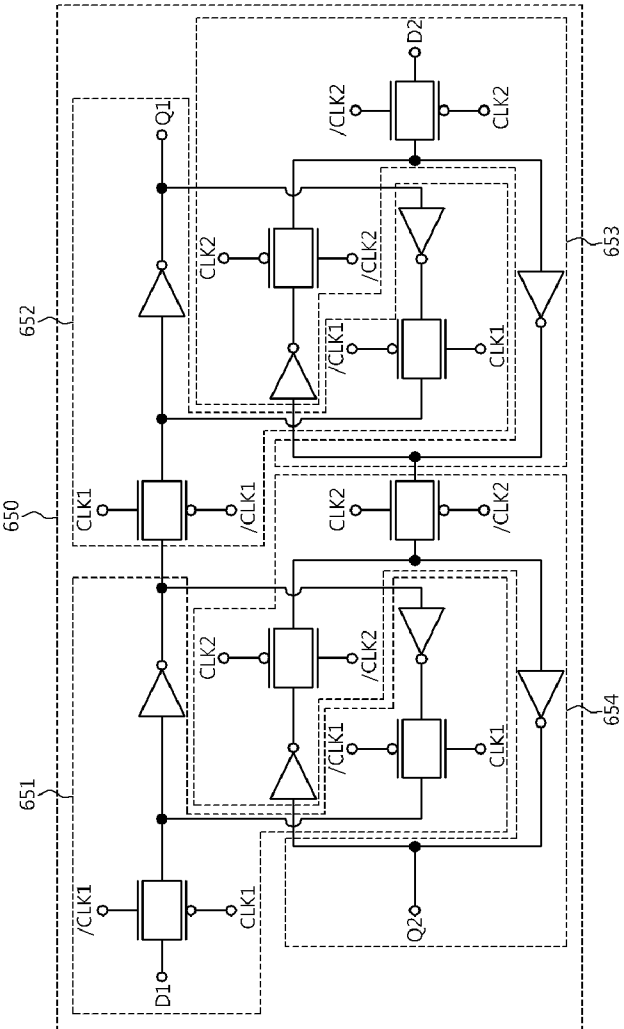 650
652
Q1
D2
/CLK2
CLK2
CLK2
/CLK2
653
/CLK1
CLK1
CLK1
/CLK1
CLK2
/CLK2
651
CLK2
/CLK2
/CLK1
CLK1
654
/CLK1
CLK1
D1
Q2